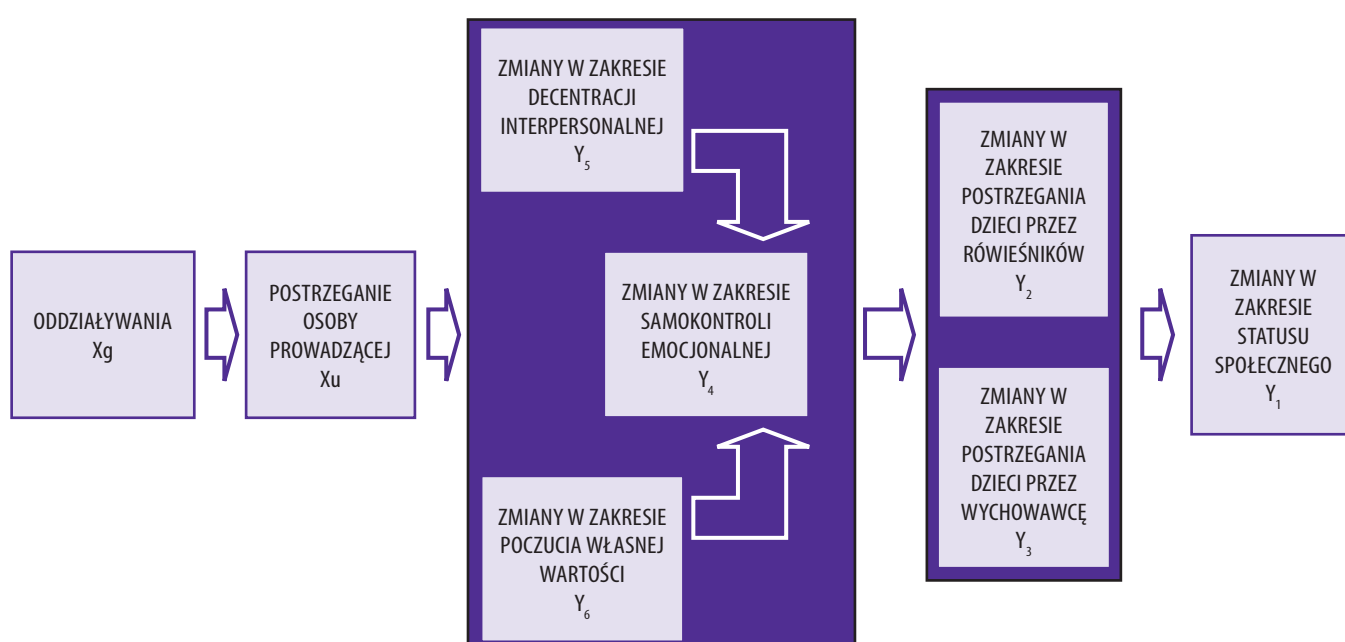 ODDZIAŁYWANIA
Xg
POSTRZEGANIE
OSOBY
PROWADZĄCEJ
Xu
ZMIANY W ZAKRESIE
DECENTRACJI
INTERPERSONALNEJ
Y₅
ZMIANY W ZAKRESIE
SAMOKONTROLI
EMOCJONALNEJ
Y₄
ZMIANY W ZAKRESIE
POCZUCIA WŁASNEJ
WARTOŚCI
Y₆
ZMIANY W
ZAKRESIE
POSTRZEGANIA
DZIECI PRZEZ
RÓWIEŚNIKÓW
Y₂
ZMIANY W
ZAKRESIE
POSTRZEGANIA
DZIECI PRZEZ
WYCHOWAWCĘ
Y₃
ZMIANY W
ZAKRESIE
STATUSU
SPOŁECZNEGO
Y₁